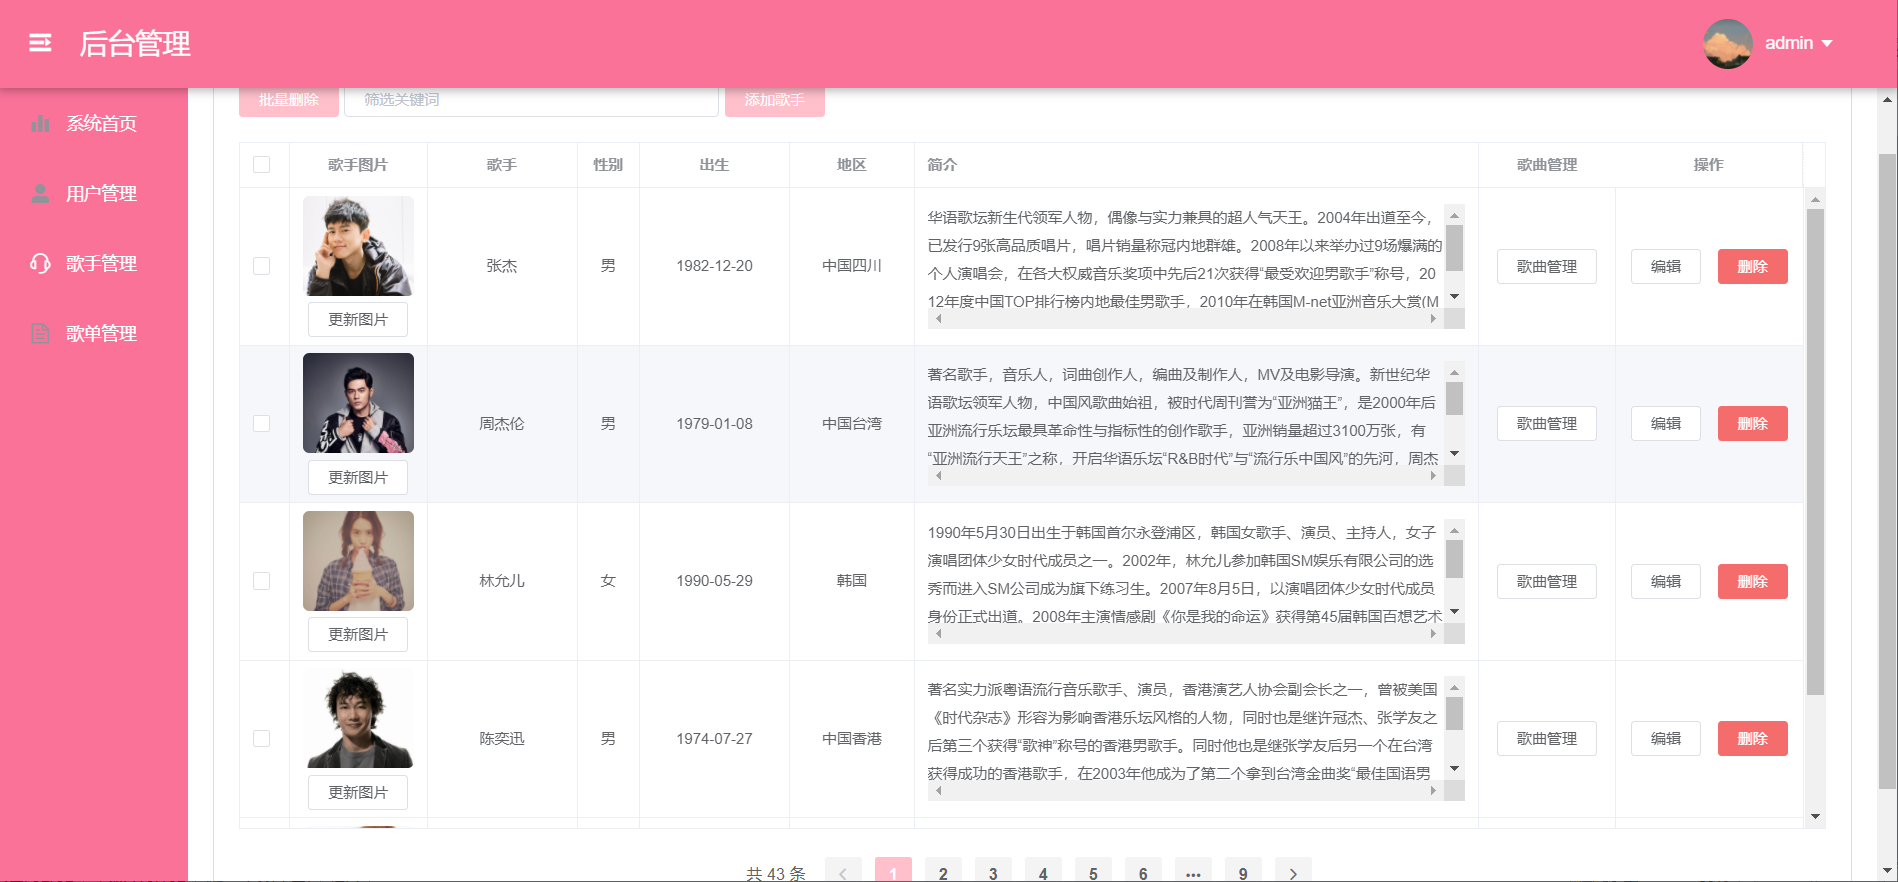 后台管理
admin
批量删除 筛选关键词 添加歌手
系统首页
用户管理
歌手管理
歌单管理
歌手图片 歌手 性别 出生 地区 简介 歌曲管理 操作
张杰 男 1982-12-20 中国四川
华语歌坛新生代领军人物，偶像与实力兼具的超人气天王。2004年出道至今，
已发行9张高品质唱片，唱片销量称冠内地群雄。2008年以来举办过9场爆满的
个人演唱会，在各大权威音乐奖项中先后21次获得“最受欢迎男歌手”称号，20
12年度中国TOP排行榜内地最佳男歌手，2010年在韩国M-net亚洲音乐大赏(M
歌曲管理 编辑 删除
更新图片
周杰伦 男 1979-01-08 中国台湾
著名歌手，音乐人，词曲创作人，编曲及制作人，MV及电影导演。新世纪华
语歌坛领军人物，中国风歌曲始祖，被时代周刊誉为“亚洲猫王”，是2000年后
亚洲流行乐坛最具革命性与指标性的创作歌手，亚洲销量超过3100万张，有
“亚洲流行天王”之称，开启华语乐坛“R&B时代”与“流行乐中国风”的先河，周杰
歌曲管理 编辑 删除
更新图片
林允儿 女 1990-05-29 韩国
1990年5月30日出生于韩国首尔永登浦区，韩国女歌手、演员、主持人，女子
演唱团体少女时代成员之一。2002年，林允儿参加韩国SM娱乐有限公司的选
秀而进入SM公司成为旗下练习生。2007年8月5日，以演唱团体少女时代成员
身份正式出道。2008年主演情感剧《你是我的命运》获得第45届韩国百想艺术
歌曲管理 编辑 删除
更新图片
陈奕迅 男 1974-07-27 中国香港
著名实力派粤语流行音乐歌手、演员，香港演艺人协会副会长之一，曾被美国
《时代杂志》形容为影响香港乐坛风格的人物，同时也是继许冠杰、张学友之
后第三个获得“歌神”称号的香港男歌手。同时他也是继张学友后另一个在台湾
获得成功的香港歌手，在2003年他成为了第二个拿到台湾金曲奖“最佳国语男
歌曲管理 编辑 删除
更新图片
共 43 条 1 2 3 4 5 6 ••• 9